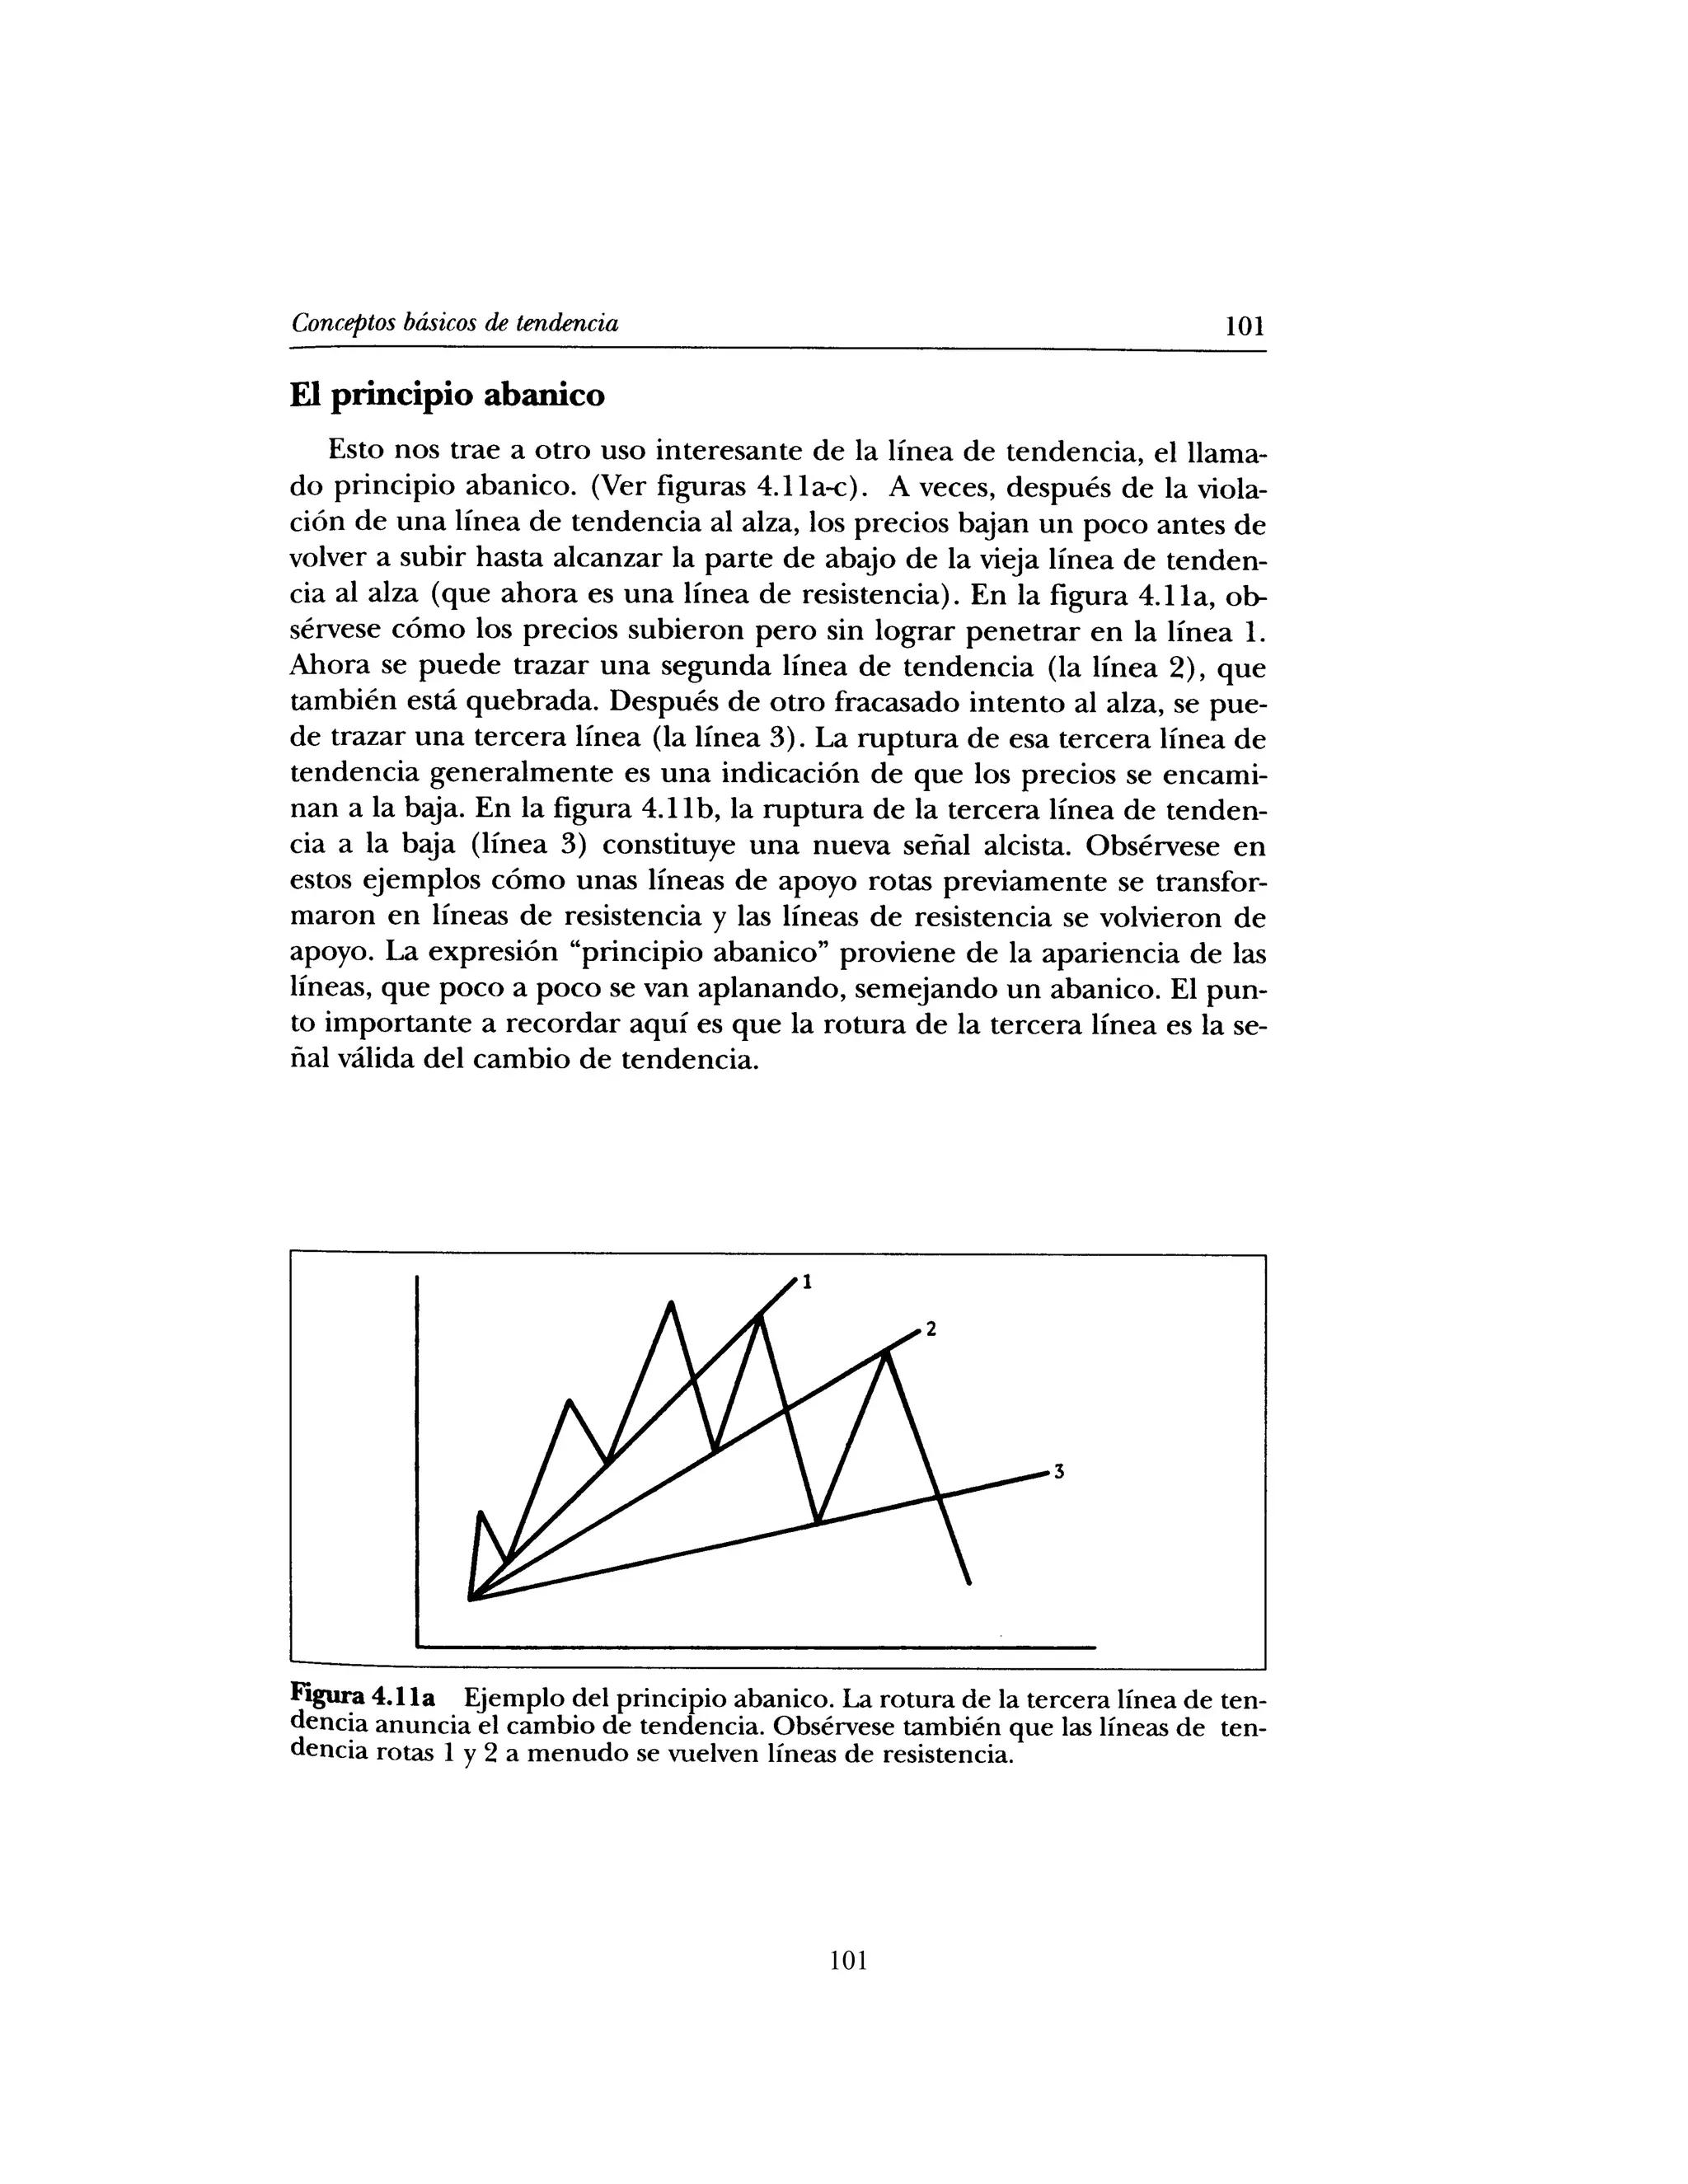 Conceptos básicos de tendencia 101
El principio abanico
Esto nos trae a otro uso interesante de la línea de tendencia, el llama-
do principio abanico. (Ver figuras 4.11a-c). A veces, después de la viola-
ción de una línea de tendencia al alza, los precios bajan un poco antes de
volver a subir hasta alcanzar la parte de abajo de la vieja línea de tenden-
cia al alza (que ahora es una línea de resistencia). En la figura 4.11a, ob-
sérvese cómo los precios subieron pero sin lograr penetrar en la línea 1.
Ahora se puede trazar una segunda línea de tendencia (la línea 2), que
también está quebrada. Después de otro fracasado intento al alza, se pue-
de trazar una tercera línea (la línea 3). La ruptura de esa tercera línea de
tendencia generalmente es una indicación de que los precios se encami-
nan a la baja. En la figura 4.11b, la ruptura de la tercera línea de tenden-
cia a la baja (línea 3) constituye una nueva señal alcista. Obsérvese en
estos ejemplos cómo unas líneas de apoyo rotas previamente se transfor-
maron en líneas de resistencia y las líneas de resistencia se volvieron de
apoyo. La expresión “principio abanico” proviene de la apariencia de las
líneas, que poco a poco se van aplanando, semejando un abanico. El pun-
to importante a recordar aquí es que la rotura de la tercera línea es la se-
ñal válida del cambio de tendencia.
1
2
3
Figura 4.11a Ejemplo del principio abanico. La rotura de la tercera línea de ten-
dencia anuncia el cambio de tendencia. Obsérvese también que las líneas de ten-
dencia rotas 1 y 2 a menudo se vuelven líneas de resistencia.
101